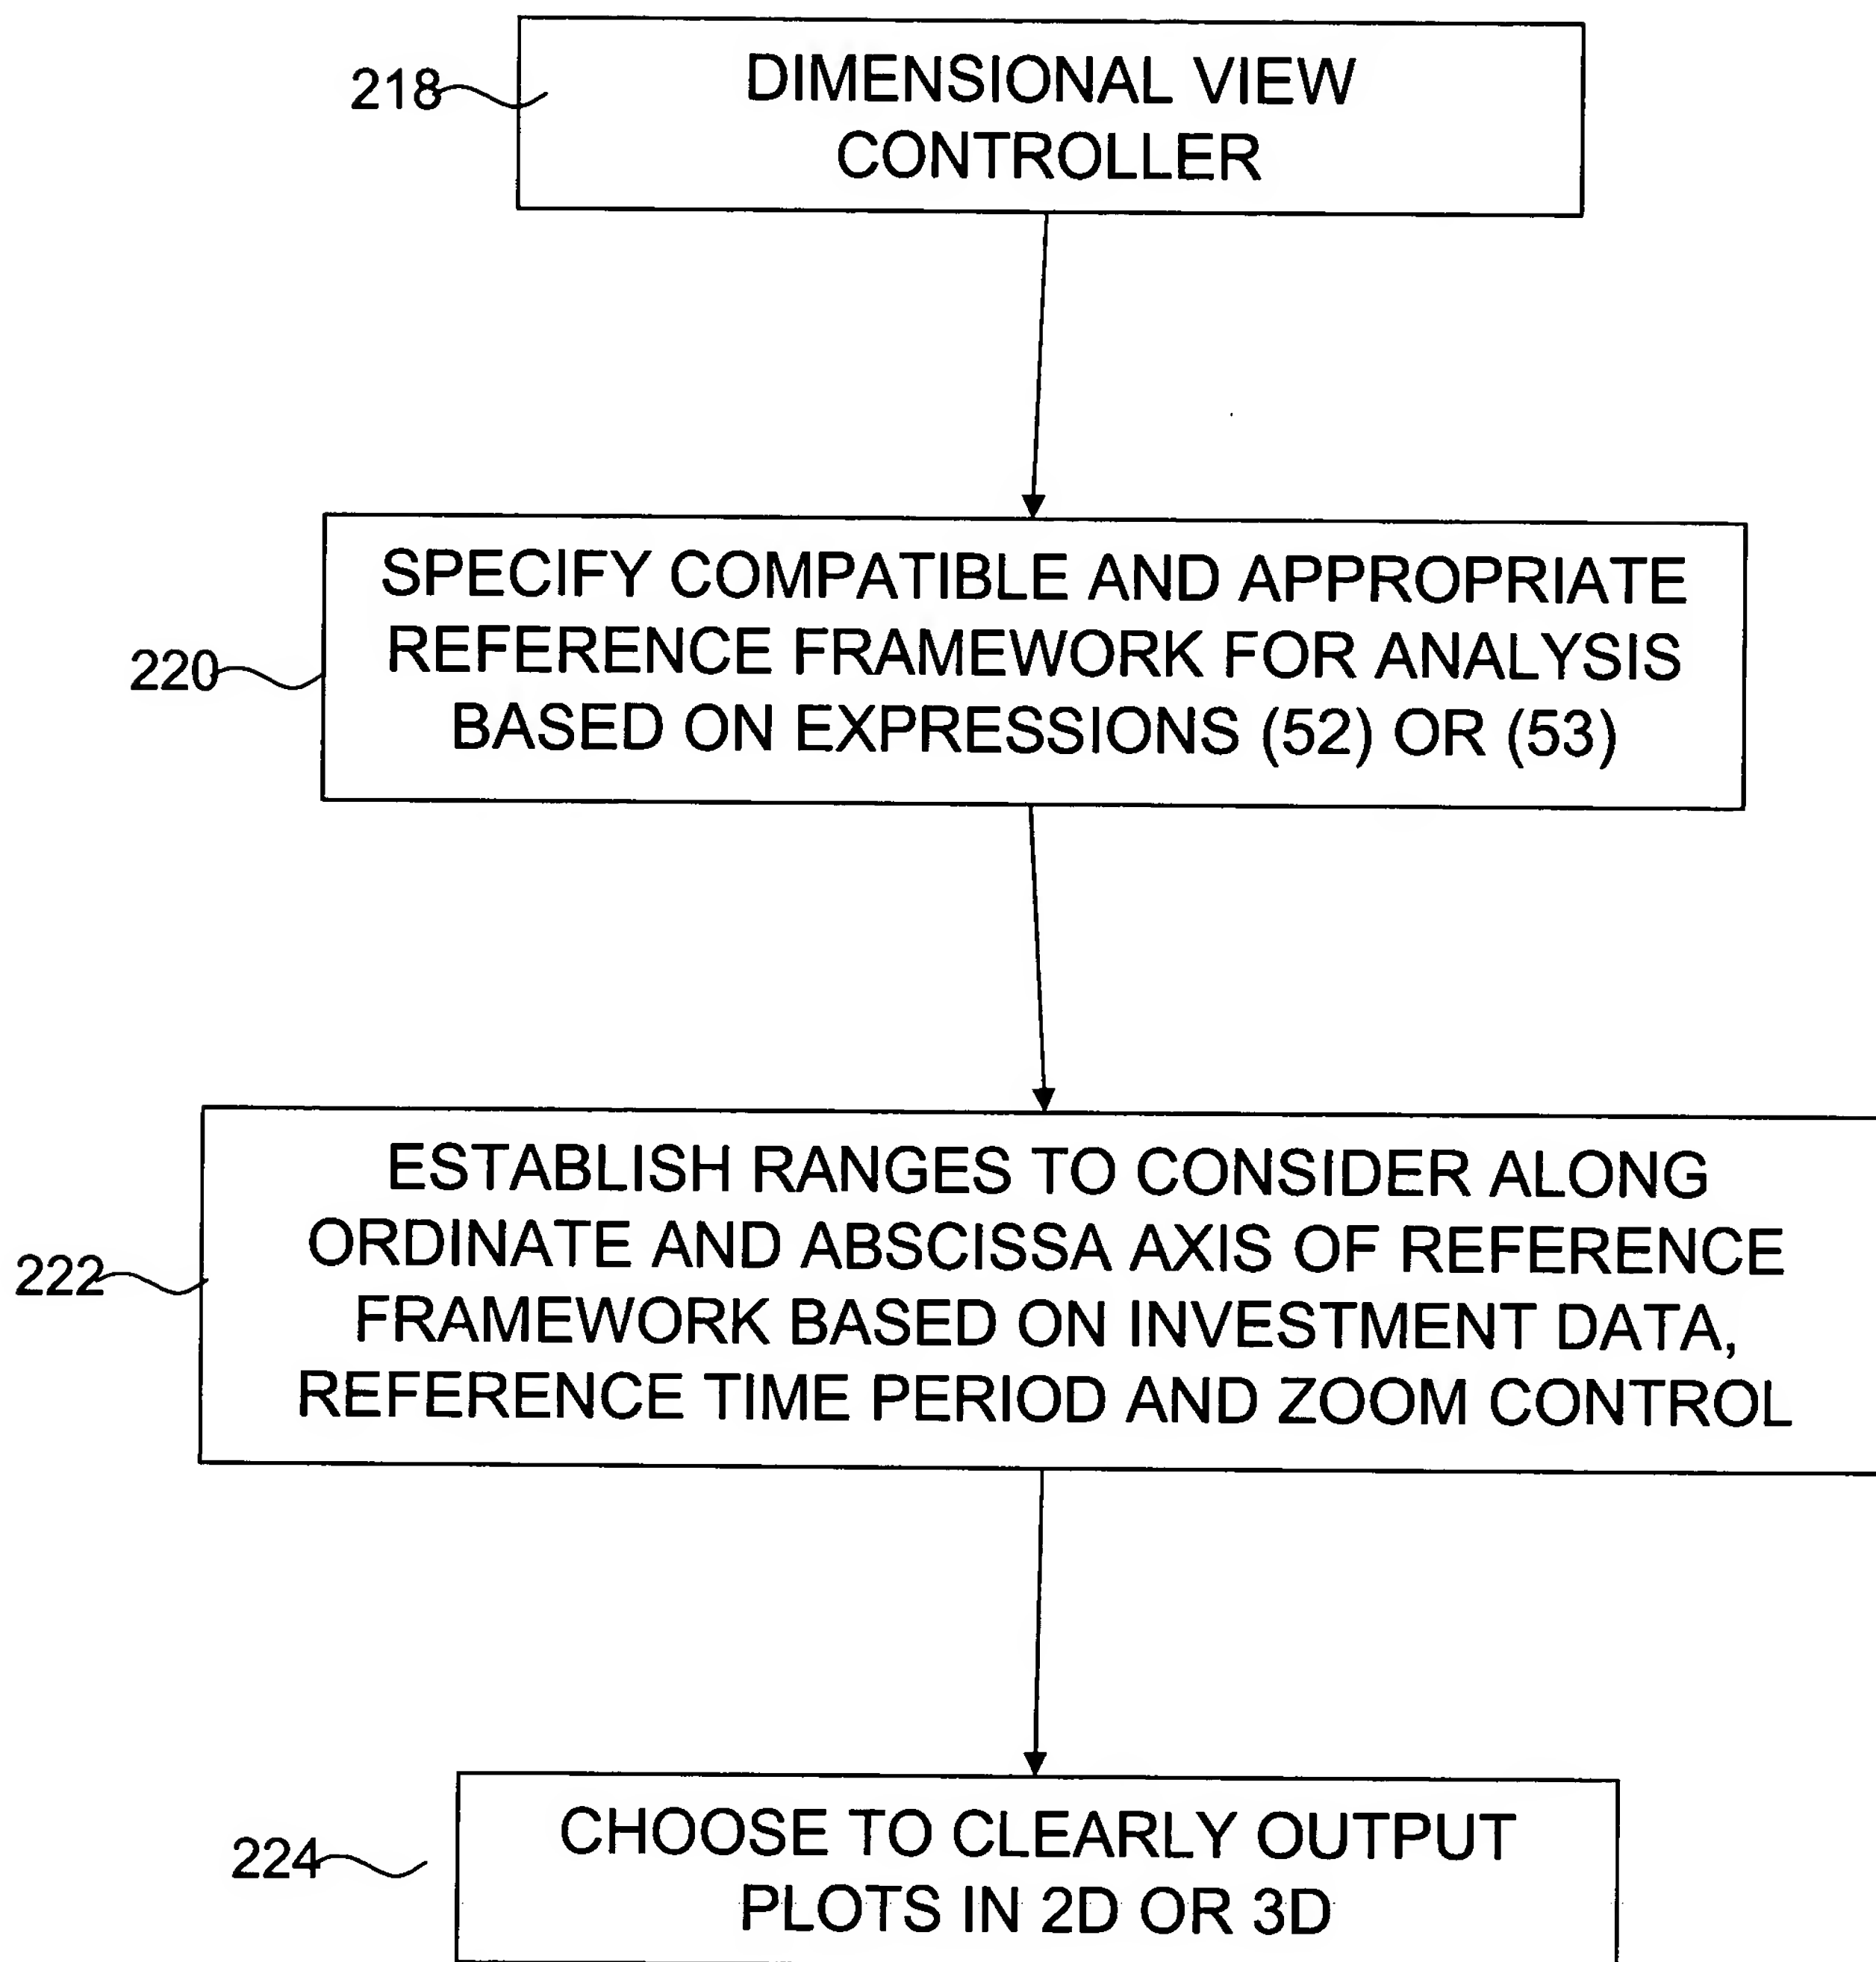 218
DIMENSIONAL VIEW
CONTROLLER
SPECIFY COMPATIBLE AND APPROPRIATE
REFERENCE FRAMEWORK FOR ANALYSIS
220
BASED ON EXPRESSIONS (52) OR (53)
ESTABLISH RANGES TO CONSIDER ALONG
ORDINATE AND ABSCISSA AXIS OF REFERENCE
222
FRAMEWORK BASED ON INVESTMENT DATA,
REFERENCE TIME PERIOD AND ZOOM CONTROL
224
CHOOSE TO CLEARLY OUTPUT
PLOTS IN 2D OR 3D